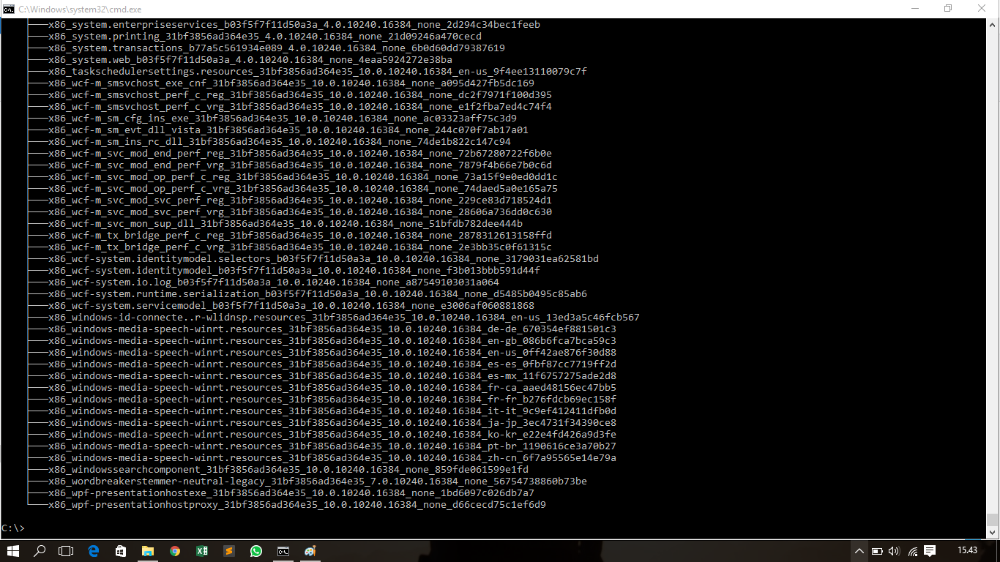 C:\Windows\system32\cmd.exe
├───x86_system.enterpriseservices_b03f5f7f11d50a3a_4.0.10240.16384_none_2d294c34bec1feeb
├───x86_system.printing_31bf3856ad364e35_4.0.10240.16384_none_21d09246a470cecd
├───x86_system.transactions_b77a5c561934e089_4.0.10240.16384_none_6b0d60dd79387619
├───x86_system.web_b03f5f7f11d50a3a_4.0.10240.16384_none_4eaa5924272e38ba
├───x86_taskschedulersettings.resources_31bf3856ad364e35_10.0.10240.16384_en-us_9f4ee13110079c7f
├───x86_wcf-m_smsvchost_exe_cnf_31bf3856ad364e35_10.0.10240.16384_none_a095d427fb5dc169
├───x86_wcf-m_smsvchost_perf_c_reg_31bf3856ad364e35_10.0.10240.16384_none_dc2f7971f100d395
├───x86_wcf-m_smsvchost_perf_c_vrg_31bf3856ad364e35_10.0.10240.16384_none_e1f2fba7ed4c74f4
├───x86_wcf-m_sm_cfg_ins_exe_31bf3856ad364e35_10.0.10240.16384_none_ac03323aff75c3d9
├───x86_wcf-m_sm_evt_dll_vista_31bf3856ad364e35_10.0.10240.16384_none_244c070f7ab17a01
├───x86_wcf-m_sm_ins_rc_dll_31bf3856ad364e35_10.0.10240.16384_none_74de1b822c147c94
├───x86_wcf-m_svc_mod_end_perf_reg_31bf3856ad364e35_10.0.10240.16384_none_72b67280722f6b0e
├───x86_wcf-m_svc_mod_end_perf_vrg_31bf3856ad364e35_10.0.10240.16384_none_7879f4b66e7b0c6d
├───x86_wcf-m_svc_mod_op_perf_c_reg_31bf3856ad364e35_10.0.10240.16384_none_73a15f9e0ed0dd1c
├───x86_wcf-m_svc_mod_op_perf_c_vrg_31bf3856ad364e35_10.0.10240.16384_none_74daed5a0e165a75
├───x86_wcf-m_svc_mod_svc_perf_reg_31bf3856ad364e35_10.0.10240.16384_none_229ce83d718524d1
├───x86_wcf-m_svc_mod_svc_perf_vrg_31bf3856ad364e35_10.0.10240.16384_none_28606a736dd0c630
├───x86_wcf-m_svc_mon_sup_dll_31bf3856ad364e35_10.0.10240.16384_none_51bfdb782dee444b
├───x86_wcf-m_tx_bridge_perf_c_reg_31bf3856ad364e35_10.0.10240.16384_none_2878312613158ffd
├───x86_wcf-m_tx_bridge_perf_c_vrg_31bf3856ad364e35_10.0.10240.16384_none_2e3bb35c0f61315c
├───x86_wcf-system.identitymodel.selectors_b03f5f7f11d50a3a_10.0.10240.16384_none_3179031ea62581bd
├───x86_wcf-system.identitymodel_b03f5f7f11d50a3a_10.0.10240.16384_none_f3b013bbb591d44f
├───x86_wcf-system.io.log_b03f5f7f11d50a3a_10.0.10240.16384_none_a87549103031a064
├───x86_wcf-system.runtime.serialization_b03f5f7f11d50a3a_10.0.10240.16384_none_d5485b0495c85ab6
├───x86_wcf-system.servicemodel_b03f5f7f11d50a3a_10.0.10240.16384_none_e3006af060881868
├───x86_windows-id-connecte..r-wlidnsp.resources_31bf3856ad364e35_10.0.10240.16384_en-us_13ed3a5c46fcb567
├───x86_windows-media-speech-winrt.resources_31bf3856ad364e35_10.0.10240.16384_de-de_670354ef881501c3
├───x86_windows-media-speech-winrt.resources_31bf3856ad364e35_10.0.10240.16384_en-gb_086b6fca7bca59c3
├───x86_windows-media-speech-winrt.resources_31bf3856ad364e35_10.0.10240.16384_en-us_0ff42ae876f30d88
├───x86_windows-media-speech-winrt.resources_31bf3856ad364e35_10.0.10240.16384_es-es_0fbf87cc7719ff2d
├───x86_windows-media-speech-winrt.resources_31bf3856ad364e35_10.0.10240.16384_es-mx_11f6757275ade2d8
├───x86_windows-media-speech-winrt.resources_31bf3856ad364e35_10.0.10240.16384_fr-ca_aaed48156ec47bb5
├───x86_windows-media-speech-winrt.resources_31bf3856ad364e35_10.0.10240.16384_fr-fr_b276fdcb69ec158f
├───x86_windows-media-speech-winrt.resources_31bf3856ad364e35_10.0.10240.16384_it-it_9c9ef412411dfb0d
├───x86_windows-media-speech-winrt.resources_31bf3856ad364e35_10.0.10240.16384_ja-jp_3ec4731f34390ce8
├───x86_windows-media-speech-winrt.resources_31bf3856ad364e35_10.0.10240.16384_ko-kr_e22e4fd426a9d3fe
├───x86_windows-media-speech-winrt.resources_31bf3856ad364e35_10.0.10240.16384_pt-br_1190616ce3a70b27
├───x86_windows-media-speech-winrt.resources_31bf3856ad364e35_10.0.10240.16384_zh-cn_6f7a95565e14e79a
├───x86_windowssearchcomponent_31bf3856ad364e35_10.0.10240.16384_none_859fde061599e1fd
├───x86_wordbreakerstemmer-neutral-legacy_31bf3856ad364e35_7.0.10240.16384_none_56754738860b73be
├───x86_wpf-presentationhostexe_31bf3856ad364e35_10.0.10240.16384_none_1bd6097c026db7a7
└───x86_wpf-presentationhostproxy_31bf3856ad364e35_10.0.10240.16384_none_d66cecd75c1ef6d9
C:\>
15.43